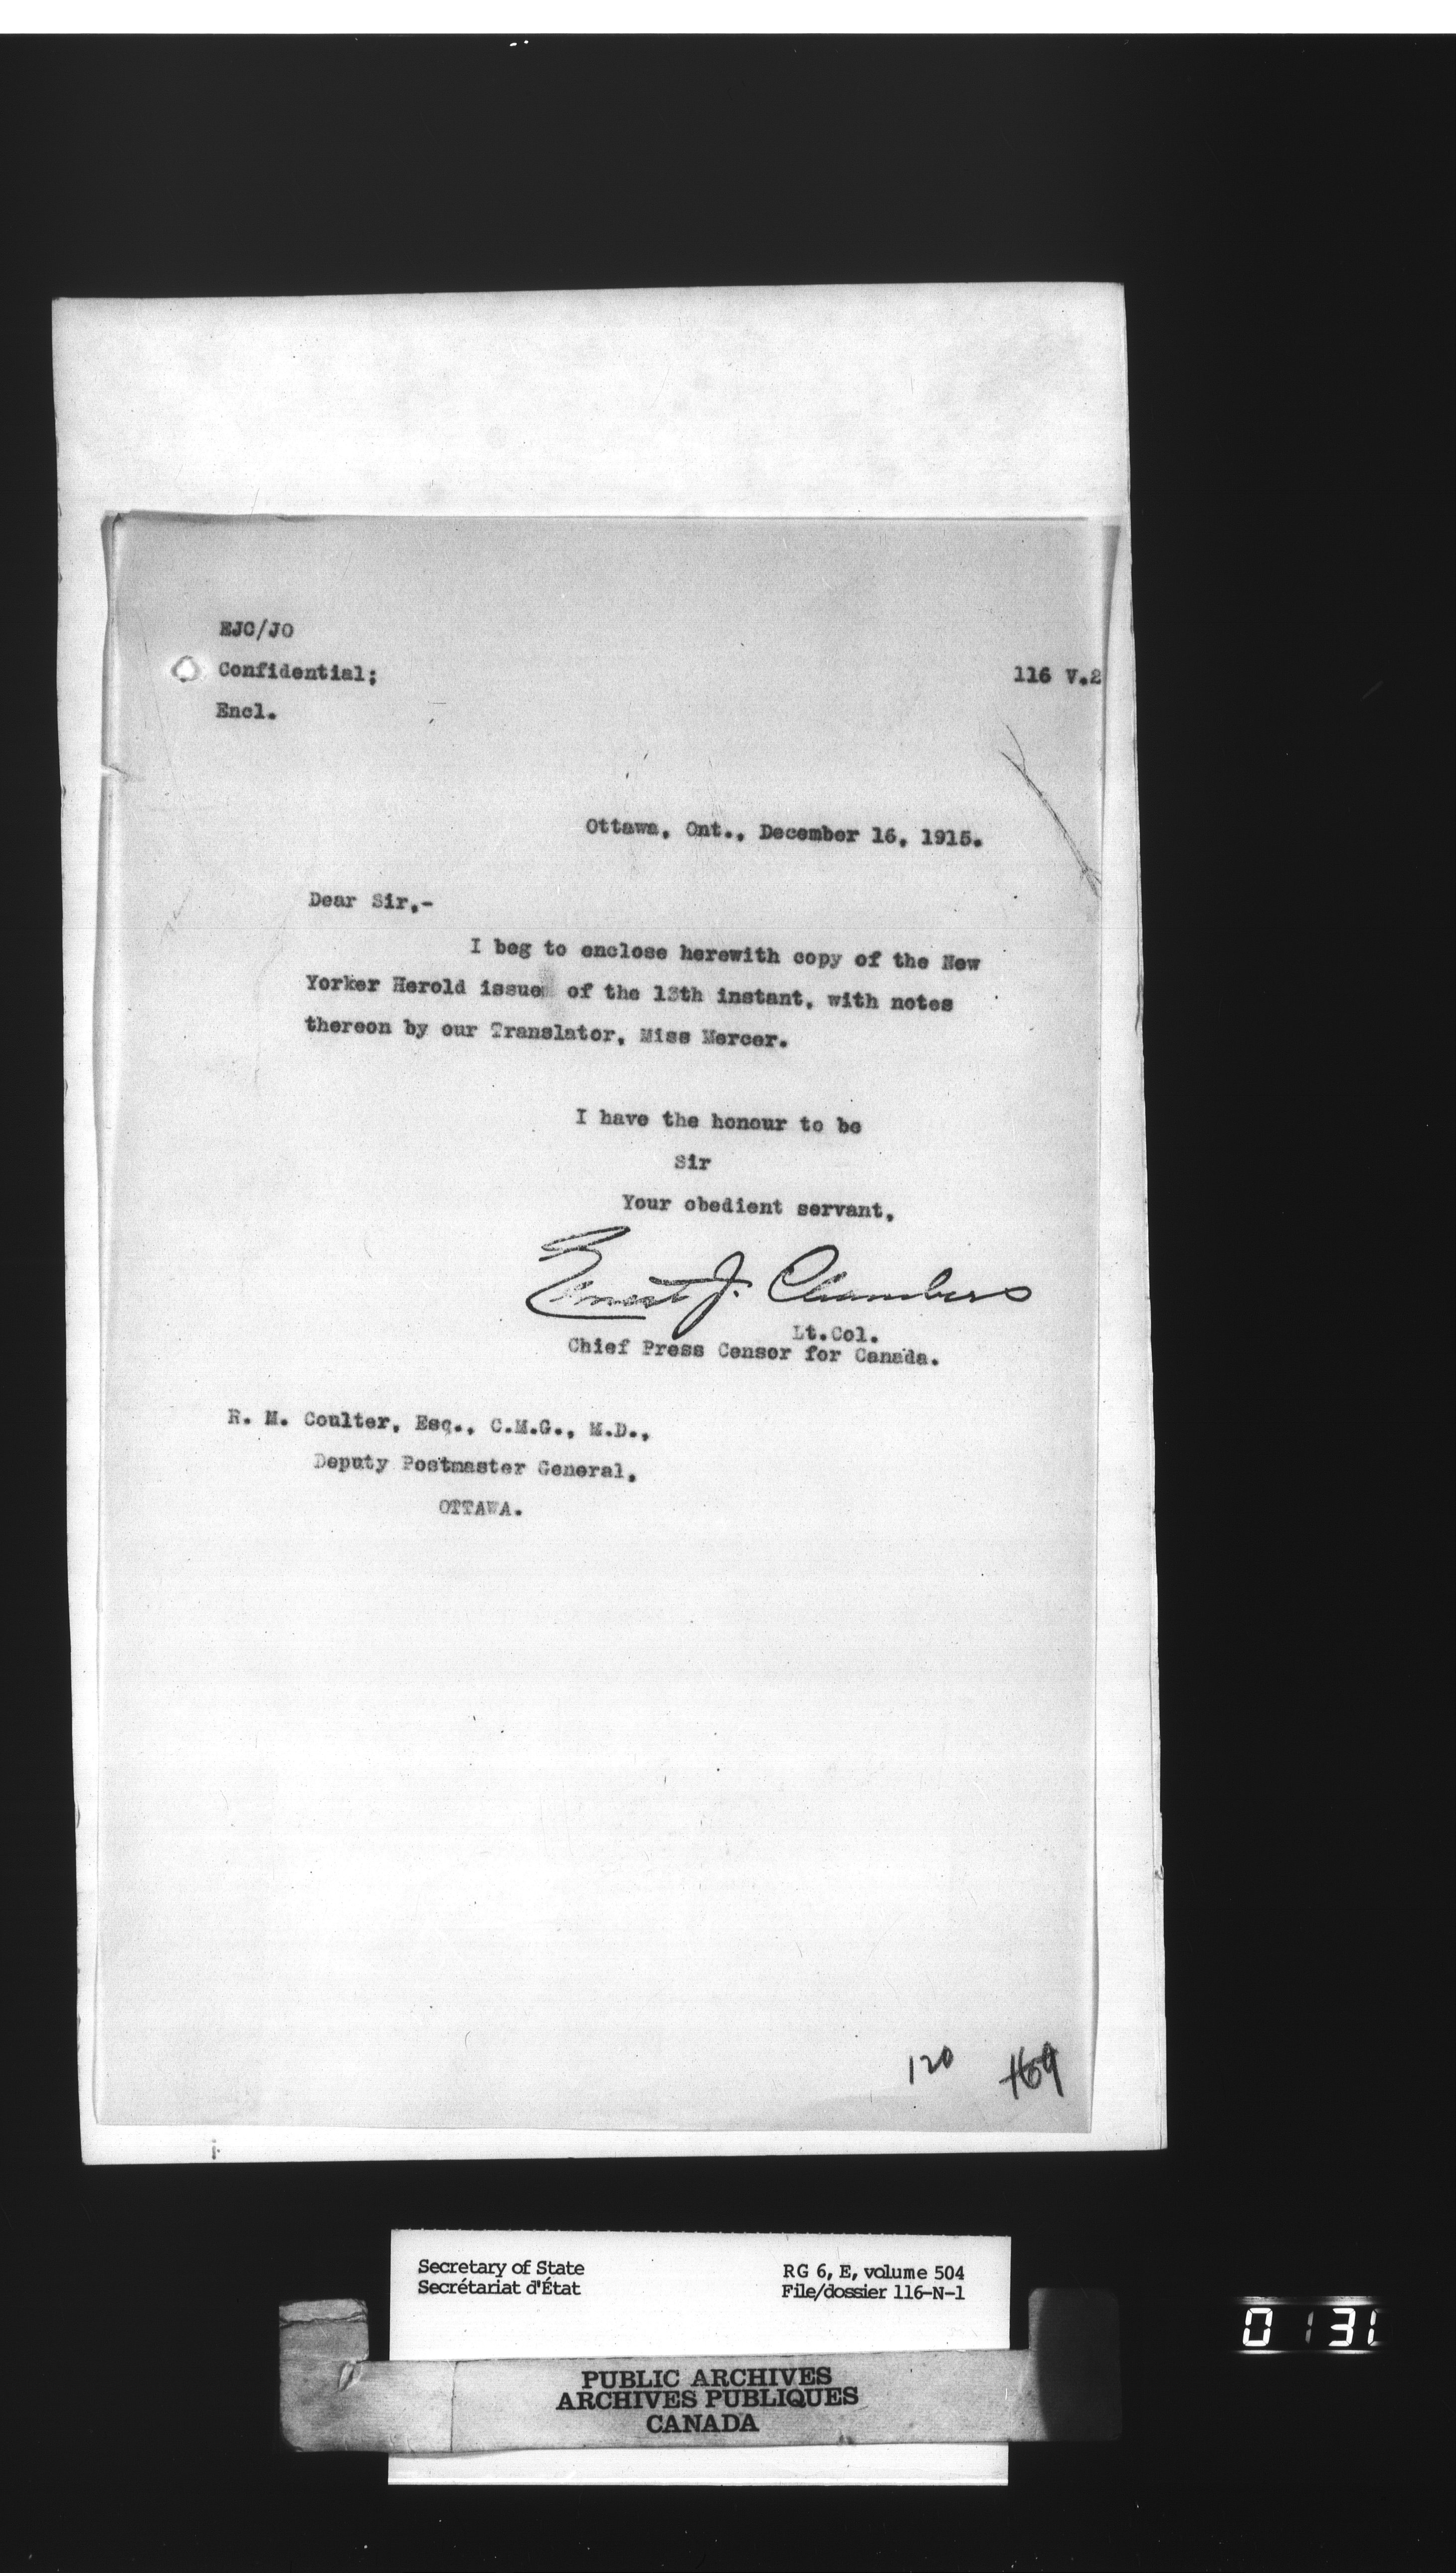 EJC/JO
Confidential;
116 V.2
Encl.
Ottawa, Ont., December 16, 1915.
Dear Sir,-
I beg to enclose herewith copy of the New
Yorker Herold issue of the 13th instant, with notes
thereon by our Translator, Miss Mercer.
I have the honour to be
Sir
Your obedient servant,
Ernest J. Chambers
Lt.Col.
Chief Press Censor for Canada.
R. M. Coulter, Esq., C.M.G., M.D.,
Deputy Postmaster General,
OTTAWA.
120 169
Secretary of State
Secrétariat d'État
RG 6, E, volume 504
File/dossier 116-N-1
PUBLIC ARCHIVES
ARCHIVES PUBLIQUES
CANADA
0131